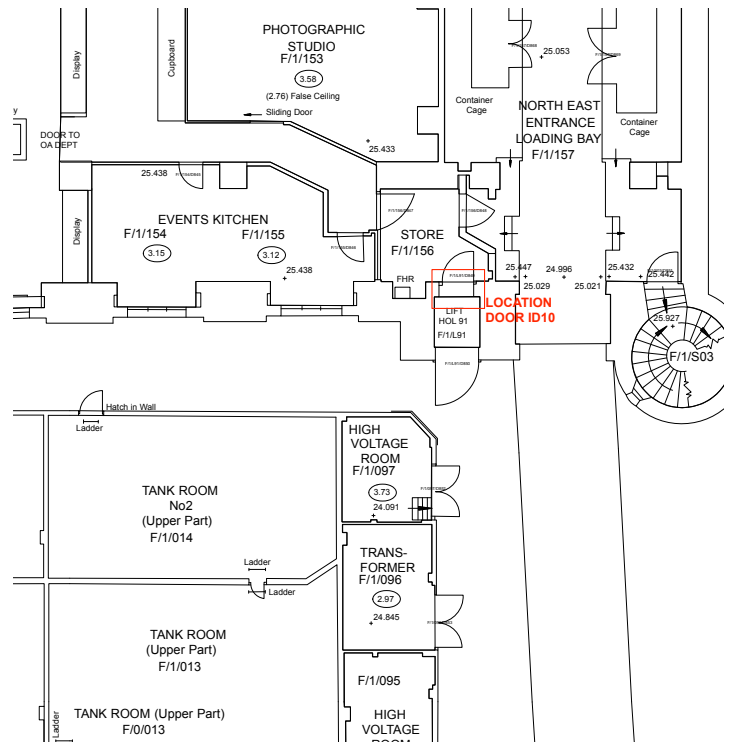 PHOTOGRAPHIC
STUDIO
F/1/153
3.58
(2.76) False Ceiling
Sliding Door
Display
Cupboard
25.053
Container
Cage
NORTH EAST
ENTRANCE
LOADING BAY
F/1/157
Container
Cage
y
DOOR TO
OA DEPT
25.433
25.438
EVENTS KITCHEN
F/1/154
F/1/155
3.15
3.12
25.438
Display
STORE
F/1/156
FHR
25.447
24.996
25.432
25.442
25.029
25.021
LOCATION
DOOR ID10
LIFT
HOL 91
F/1/L91
25.927
F/1/S03
Hatch in Wall
Ladder
HIGH
VOLTAGE
ROOM
F/1/097
3.73
24.091
TANK ROOM
No2
(Upper Part)
F/1/014
Ladder
Ladder
TRANS-
FORMER
F/1/096
2.97
24.845
TANK ROOM
(Upper Part)
F/1/013
F/1/095
TANK ROOM (Upper Part)
F/0/013
Ladder
HIGH
VOLTAGE
ROOM